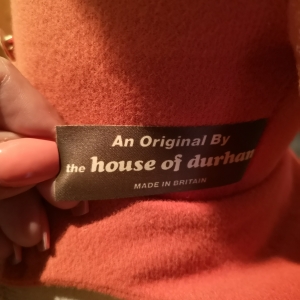 An Original By
the house of durham
MADE IN BRITAIN